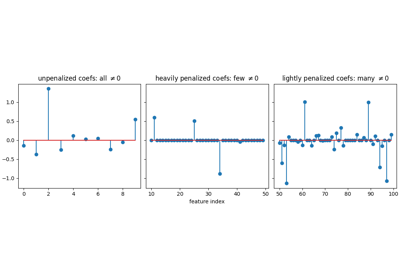 unpenalized coefs: all ≠0
heavily penalized coefs: few ≠0
lightly penalized coefs: many ≠0
1.0
0.5
0.0
−0.5
−1.0
0 2 4 6 8
10 20 30 40 50
50 60 70 80 90 100
feature index